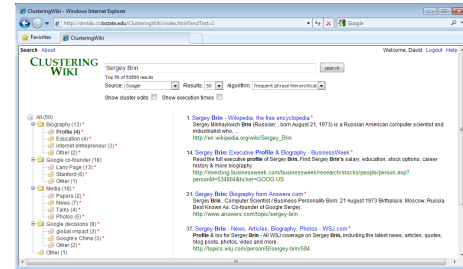 ClusteringWiki - Windows Internet Explorer
http://dmlab.cs.txstate.edu/ClusteringWiki/index.html?endTest=1
Google
Favorites ClusteringWiki
Search About
Welcome, David Logout Help
CLUSTERING
WIKI
Sergey Brin
search
Top 50 of 53500 results
Source: Google Results: 50 Algorithm: frequent phrase hierarchical
Show cluster edits Show execution times
All (50)
Biography (13) *
Profile (4) *
Education (4) *
internet entrepreneur (3) *
Other (2) *
Google co-founder (18)
Larry Page (13) *
Stanford (6) *
Other (1)
Media (16) *
Papers (2) *
News (7) *
Talks (4) *
Photos (5) *
Google decisions (8) *
global impact (3) *
Google's China (3) *
Other (2) *
Other (1)
1. Sergey Brin - Wikipedia, the free encyclopedia *
Sergey Mikhaylovich Brin (Russian: , born August 21, 1973) is a Russian American computer scientist and
industrialist who, ...
http://en.wikipedia.org/wiki/Sergey_Brin
14. Sergey Brin: Executive Profile & Biography - BusinessWeek *
Read the full executive profile of Sergey Brin. Find Sergey Brin's salary, education, stock options, career
history & more biography.
http://investing.businessweek.com/businessweek/research/stocks/people/person.asp?
personId=534604&ticker=GOOG:US
31. Sergey Brin: Biography from Answers.com *
Sergey Brin , Computer Scientist / Business Personality Born: 21 August 1973 Birthplace: Moscow, Russia
Best Known As: Co-founder of Google Sergey.
http://www.answers.com/topic/sergey-brin
37. Sergey Brin - News, Articles, Biography, Photos - WSJ.com *
Profile & bio for Sergey Brin - All WSJ coverage on Sergey Brin, including the latest news, articles, quotes,
blog posts, photos, video and more.
http://topics.wsj.com/person/B/sergey-brin/584